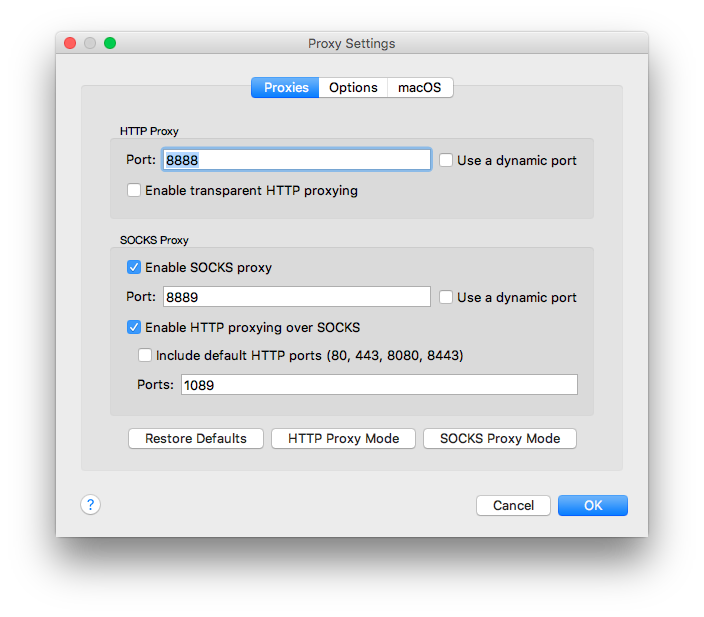 Proxy Settings
Proxies Options macOS
HTTP Proxy
Port: 8888 Use a dynamic port
Enable transparent HTTP proxying
SOCKS Proxy
Enable SOCKS proxy
Port: 8889 Use a dynamic port
Enable HTTP proxying over SOCKS
Include default HTTP ports (80, 443, 8080, 8443)
Ports: 1089
Restore Defaults HTTP Proxy Mode SOCKS Proxy Mode
? Cancel OK